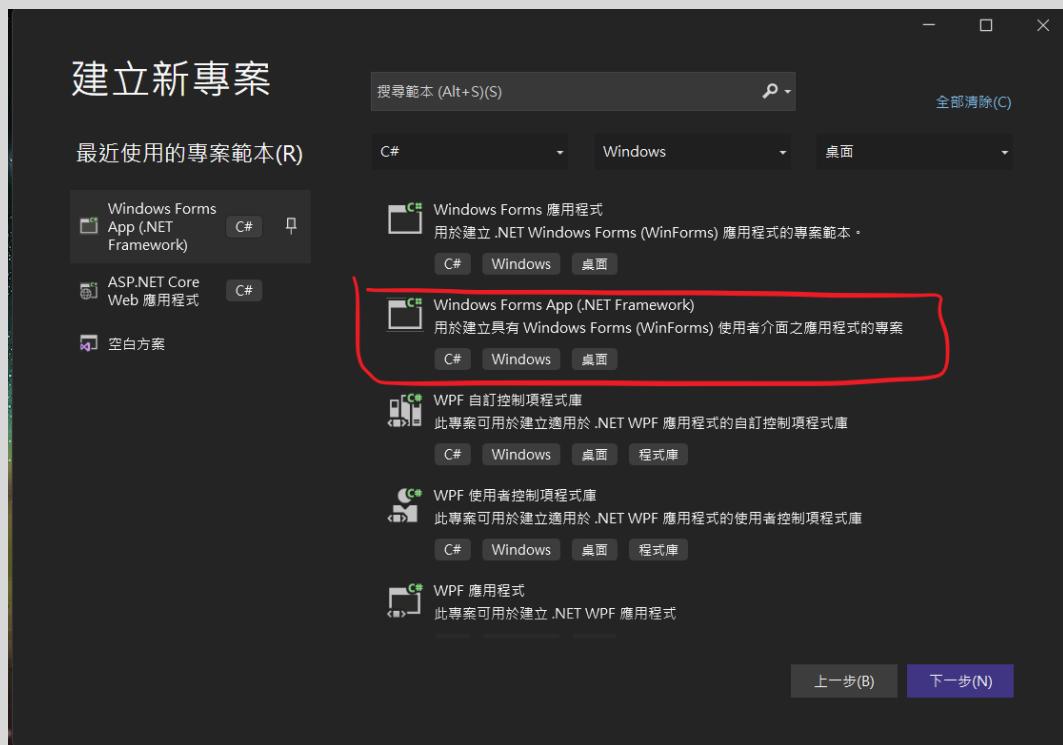 建立新專案
搜尋範本 (Alt+S)(S)
全部清除(C)
最近使用的專案範本(R)
C#
Windows
桌面
Windows Forms
App (.NET
Framework)
C#
ASP.NET Core
Web 應用程式
C#
空白方案
Windows Forms 應用程式
用於建立 .NET Windows Forms (WinForms) 應用程式的專案範本。
C#
Windows
桌面
Windows Forms App (.NET Framework)
用於建立具有 Windows Forms (WinForms) 使用者介面之應用程式的專案
C#
Windows
桌面
WPF 自訂控制項程式庫
此專案可用於建立適用於 .NET WPF 應用程式的自訂控制項程式庫
C#
Windows
桌面
程式庫
WPF 使用者控制項程式庫
此專案可用於建立適用於 .NET WPF 應用程式的使用者控制項程式庫
C#
Windows
桌面
程式庫
WPF 應用程式
此專案可用於建立 .NET WPF 應用程式
上一步(B)
下一步(N)